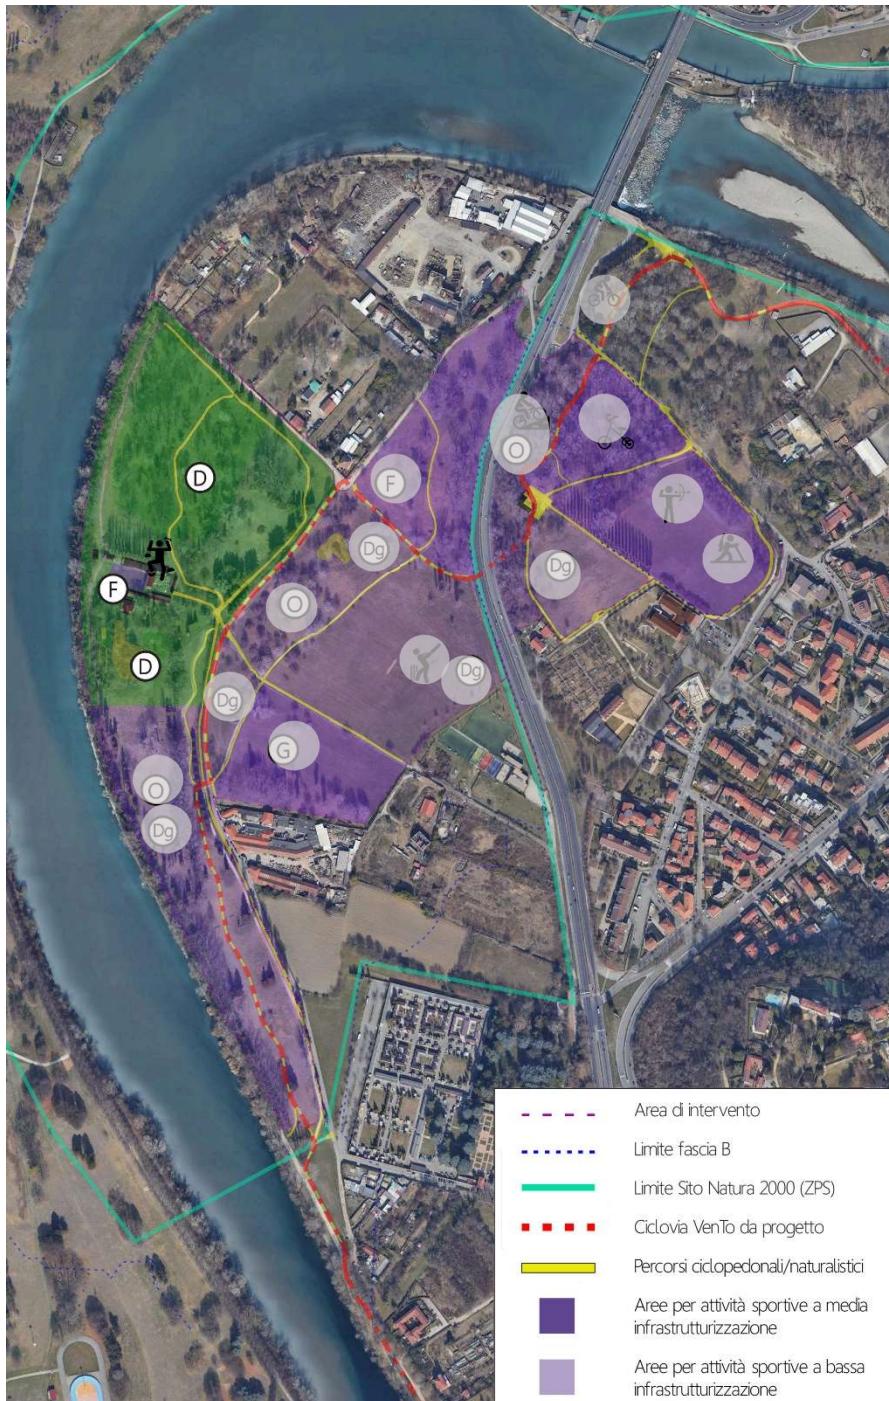 D
F
O
F
Dg
D
O
Dg
Dg
Dg
Dg
G
O
Dg
Area di intervento
Limite fascia B
Limite Sito Natura 2000 (ZPS)
Ciclovia VenTo da progetto
Percorsi ciclopedonali/naturalistici
Aree per attività sportive a media
infrastrutturizzazione
Aree per attività sportive a bassa
infrastrutturizzazione